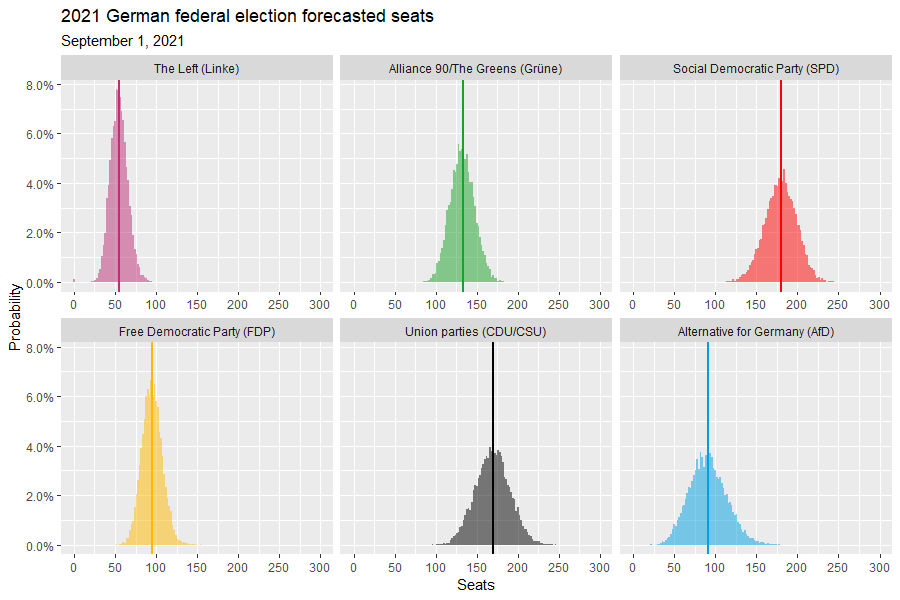 2021 German federal election forecasted seats
September 1, 2021
The Left (Linke)
Alliance 90/The Greens (Grüne)
Social Democratic Party (SPD)
8.0%
6.0%
4.0%
2.0%
0.0%
0 50 100 150 200 250 300
0 50 100 150 200 250 300
0 50 100 150 200 250 300
Free Democratic Party (FDP)
Union parties (CDU/CSU)
Alternative for Germany (AfD)
8.0%
6.0%
4.0%
2.0%
0.0%
0 50 100 150 200 250 300
0 50 100 150 200 250 300
0 50 100 150 200 250 300
Probability
Seats